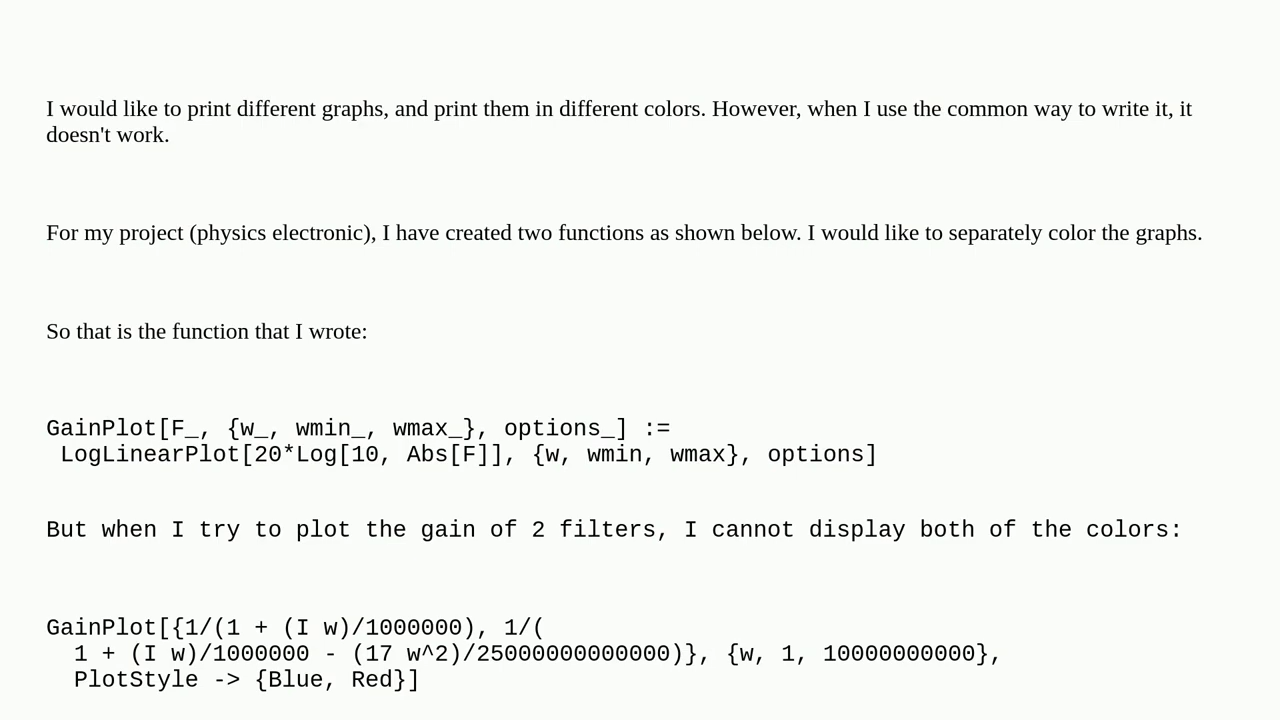 I would like to print different graphs, and print them in different colors. However, when I use the common way to write it, it
doesn't work.
For my project (physics electronic), I have created two functions as shown below. I would like to separately color the graphs.
So that is the function that I wrote:
GainPlot[F_, {w_, wmin_, wmax_}, options_] :=
 LogLinearPlot[20*Log[10, Abs[F]], {w, wmin, wmax}, options]
But when I try to plot the gain of 2 filters, I cannot display both of the colors:
GainPlot[{1/(1 + (I w)/1000000), 1/(
  1 + (I w)/1000000 - (17 w^2)/25000000000000)}, {w, 1, 10000000000},
  PlotStyle -> {Blue, Red}]